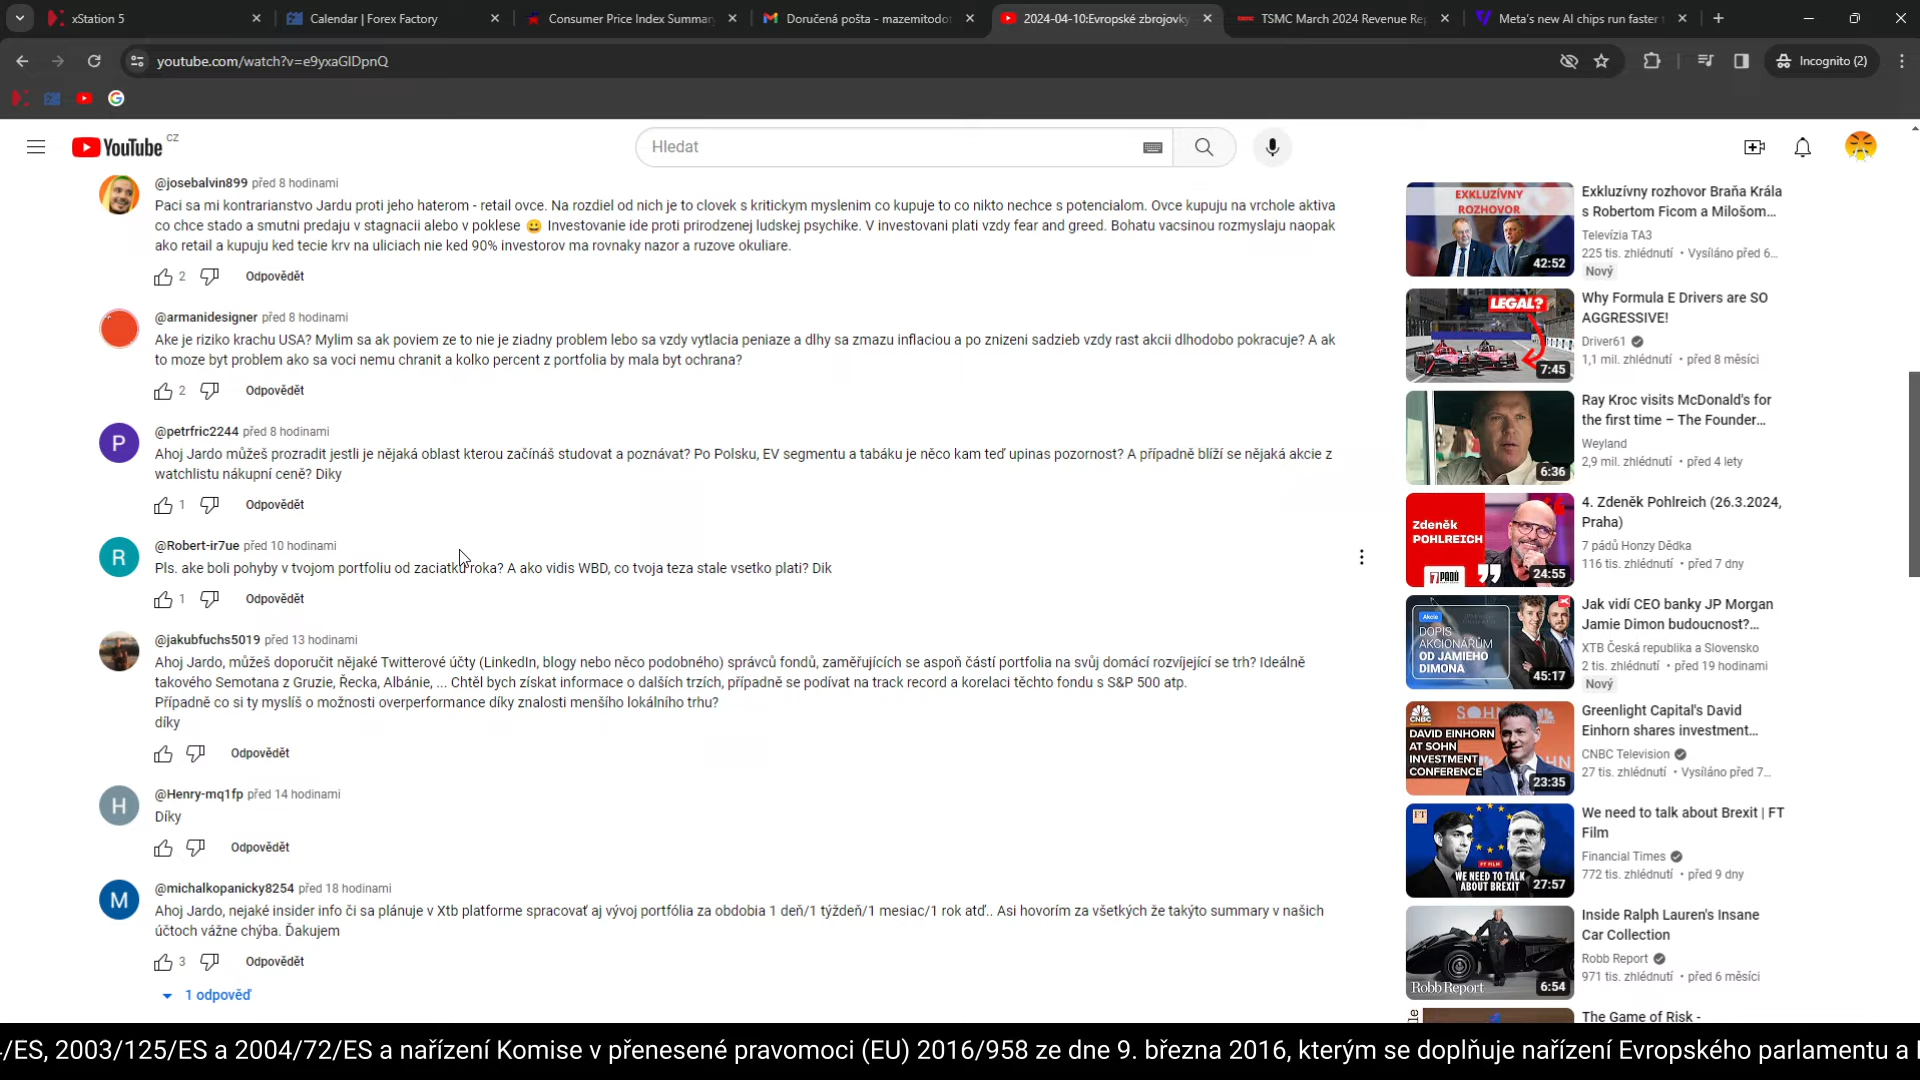 xStation 5
Calendar | Forex Factory
Consumer Price Index Summar
Doručená pošta - mazemitodo
2024-04-10:Evropské zbrojovky
TSMC March 2024 Revenue Re
Meta's new AI chips run faster
youtube.com/watch?v=e9yxaGlDpnQ
Incognito (2)
YouTube CZ
Hledat
@josebalvin899 před 8 hodinami
Paci sa mi kontrarianstvo Jardu proti jeho haterom - retail ovce. Na rozdiel od nich je to clovek s kritickym myslenim co kupuje to co nikto nechce s potencialom. Ovce kupuju na vrchole aktiva
co chce stado a smutni predaju v stagnacii alebo v poklese 😀 Investovanie ide proti prirodzenej ludskej psychike. V investovani plati vzdy fear and greed. Bohatu vacsinou rozmyslaju naopak
ako retail a kupuju ked tecie krv na uliciach nie ked 90% investorov ma rovnaky nazor a ruzove okuliare.
2 Odpovědět
@armanidesigner před 8 hodinami
Ake je riziko krachu USA? Mylim sa ak poviem ze to nie je ziadny problem lebo sa vzdy vytlacia peniaze a dlhy sa zmazu inflaciou a po znizeni sadzieb vzdy rast akcii dlhodobo pokracuje? A ak
to moze byt problem ako sa voci nemu chranit a kolko percent z portfolia by mala byt ochrana?
2 Odpovědět
P
@petrfric2244 před 8 hodinami
Ahoj Jardo můžeš prozradit jestli je nějaká oblast kterou začínáš studovat a poznávat? Po Polsku, EV segmentu a tabáku je něco kam teď upinas pozornost? A případně blíží se nějaká akcie z
watchlistu nákupní ceně? Diky
1 Odpovědět
R
@Robert-ir7ue před 10 hodinami
Pls. ake boli pohyby v tvojom portfoliu od zaciatku roka? A ako vidis WBD, co tvoja teza stale vsetko plati? Dik
1 Odpovědět
@jakubfuchs5019 před 13 hodinami
Ahoj Jardo, můžeš doporučit nějaké Twitterové účty (LinkedIn, blogy nebo něco podobného) správců fondů, zaměřujících se aspoň částí portfolia na svůj domácí rozvíjející se trh? Ideálně
takového Semotana z Gruzie, Řecka, Albánie, ... Chtěl bych získat informace o dalších trzích, případně se podívat na track record a korelaci těchto fondu s S&P 500 atp.
Případně co si ty myslíš o možnosti overperformance díky znalosti menšího lokálního trhu?
díky
Odpovědět
H
@Henry-mq1fp před 14 hodinami
Díky
Odpovědět
M
@michalkopanicky8254 před 18 hodinami
Ahoj Jardo, nejaké insider info či sa plánuje v Xtb platforme spracovať aj vývoj portfólia za obdobia 1 deň/1 týždeň/1 mesiac/1 rok atď.. Asi hovorím za všetkých že takýto summary v našich
účtoch vážne chýba. Ďakujem
3 Odpovědět
1 odpověď
EXKLUZÍVNY
ROZHOVOR
42:52
Exkluzívny rozhovor Braňa Krála
s Robertom Ficom a Milošom...
Televízia TA3
225 tis. zhlédnutí • Vysíláno před 6...
Nový
LEGAL?
7:45
Why Formula E Drivers are SO
AGGRESSIVE!
Driver61
1,1 mil. zhlédnutí • před 8 měsíci
6:36
Ray Kroc visits McDonald's for
the first time – The Founder...
Weyland
2,9 mil. zhlédnutí • před 4 lety
Zdeněk
POHLREICH
7 PÁDŮ
24:55
4. Zdeněk Pohlreich (26.3.2024,
Praha)
7 pádů Honzy Dědka
116 tis. zhlédnutí • před 7 dny
Akcie
DOPIS
AKCIONÁŘŮM
OD JAMIEHO
DIMONA
45:17
Jak vidí CEO banky JP Morgan
Jamie Dimon budoucnost?...
XTB Česká republika a Slovensko
2 tis. zhlédnutí • před 19 hodinami
Nový
CNBC
DAVID EINHORN
AT SOHN
INVESTMENT
CONFERENCE
23:35
Greenlight Capital's David
Einhorn shares investment...
CNBC Television
27 tis. zhlédnutí • Vysíláno před 7...
FT
FT FILM
WE NEED TO TALK
ABOUT BREXIT
27:57
We need to talk about Brexit | FT
Film
Financial Times
772 tis. zhlédnutí • před 9 dny
Robb Report
6:54
Inside Ralph Lauren's Insane
Car Collection
Robb Report
971 tis. zhlédnutí • před 6 měsíci
The Game of Risk -
/ES, 2003/125/ES a 2004/72/ES a nařízení Komise v přenesené pravomoci (EU) 2016/958 ze dne 9. března 2016, kterým se doplňuje nařízení Evropského parlamentu a